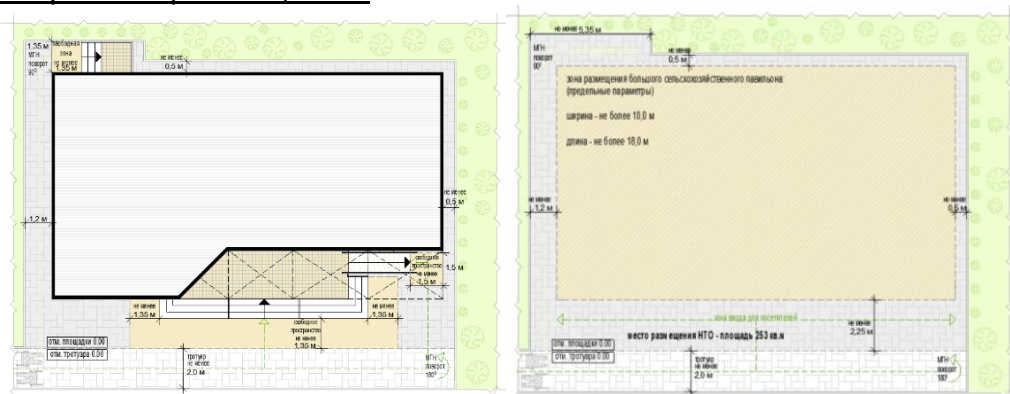 1,35 м
МГН
поворот
90⁰
свободная
зона
не менее
1,35 м
не менее
0,5 м
не менее
0,5 м
1,2 м
свободное
пространство
не менее
1,5 м
1,5 м
не менее
1,35 м
не менее
1,35 м
свободное
пространство
не менее
1,35 м
отм. площадки 0.00
отм. тротуара 0.00
тротуар
не менее
2,0 м
МГН
поворот
180⁰
не менее 5,35 м
МГН
поворот
90⁰
не менее
0,5 м
зона размещения большого сельскохозяйственного павильона:
(предельные параметры)
ширина - не более 10,0 м
длина - не более 18,0 м
не менее
1,2 м
не менее
0,5 м
зона входа для посетителей
место размещения НТО - площадь 253 кв.м
не менее
2,25 м
отм. площадки 0.00
отм. тротуара 0.00
тротуар
не менее
2,0 м
МГН
поворот
180⁰